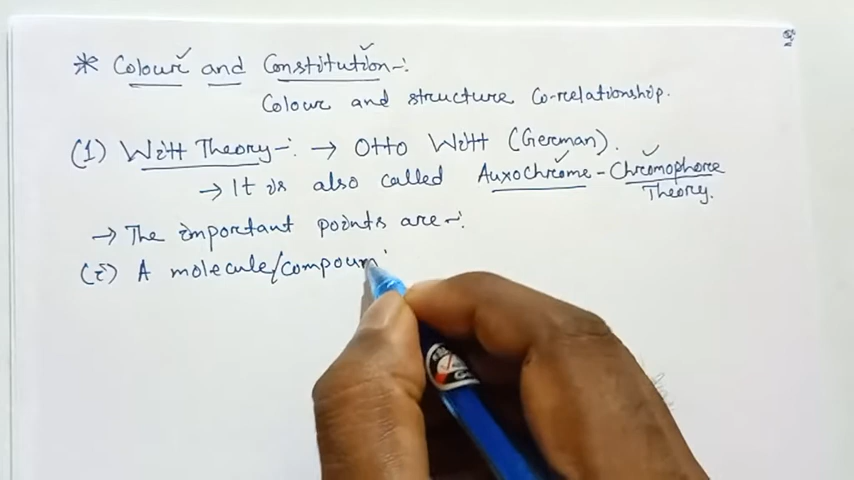 * Colour and Constitution-:
Colour and structure Co-relationship.
(1) Witt Theory-: → Otto Witt (German).
→ It is also called Auxochrome - Chromophore
Theory.
→ The important points are-:
(i) A molecule/compoun